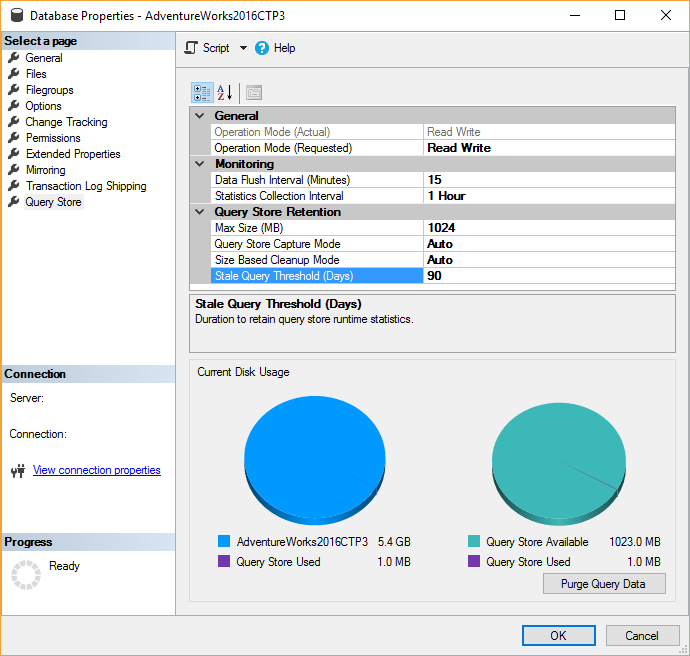 Database Properties - AdventureWorks2016CTP3
Select a page
General
Files
Filegroups
Options
Change Tracking
Permissions
Extended Properties
Mirroring
Transaction Log Shipping
Query Store
Connection
Server:
Connection:
View connection properties
Progress
Ready
Script Help
General
Operation Mode (Actual) Read Write
Operation Mode (Requested) Read Write
Monitoring
Data Flush Interval (Minutes) 15
Statistics Collection Interval 1 Hour
Query Store Retention
Max Size (MB) 1024
Query Store Capture Mode Auto
Size Based Cleanup Mode Auto
Stale Query Threshold (Days) 90
Stale Query Threshold (Days)
Duration to retain query store runtime statistics.
Current Disk Usage
AdventureWorks2016CTP3 5.4 GB
Query Store Used 1.0 MB
Query Store Available 1023.0 MB
Query Store Used 1.0 MB
Purge Query Data
OK Cancel